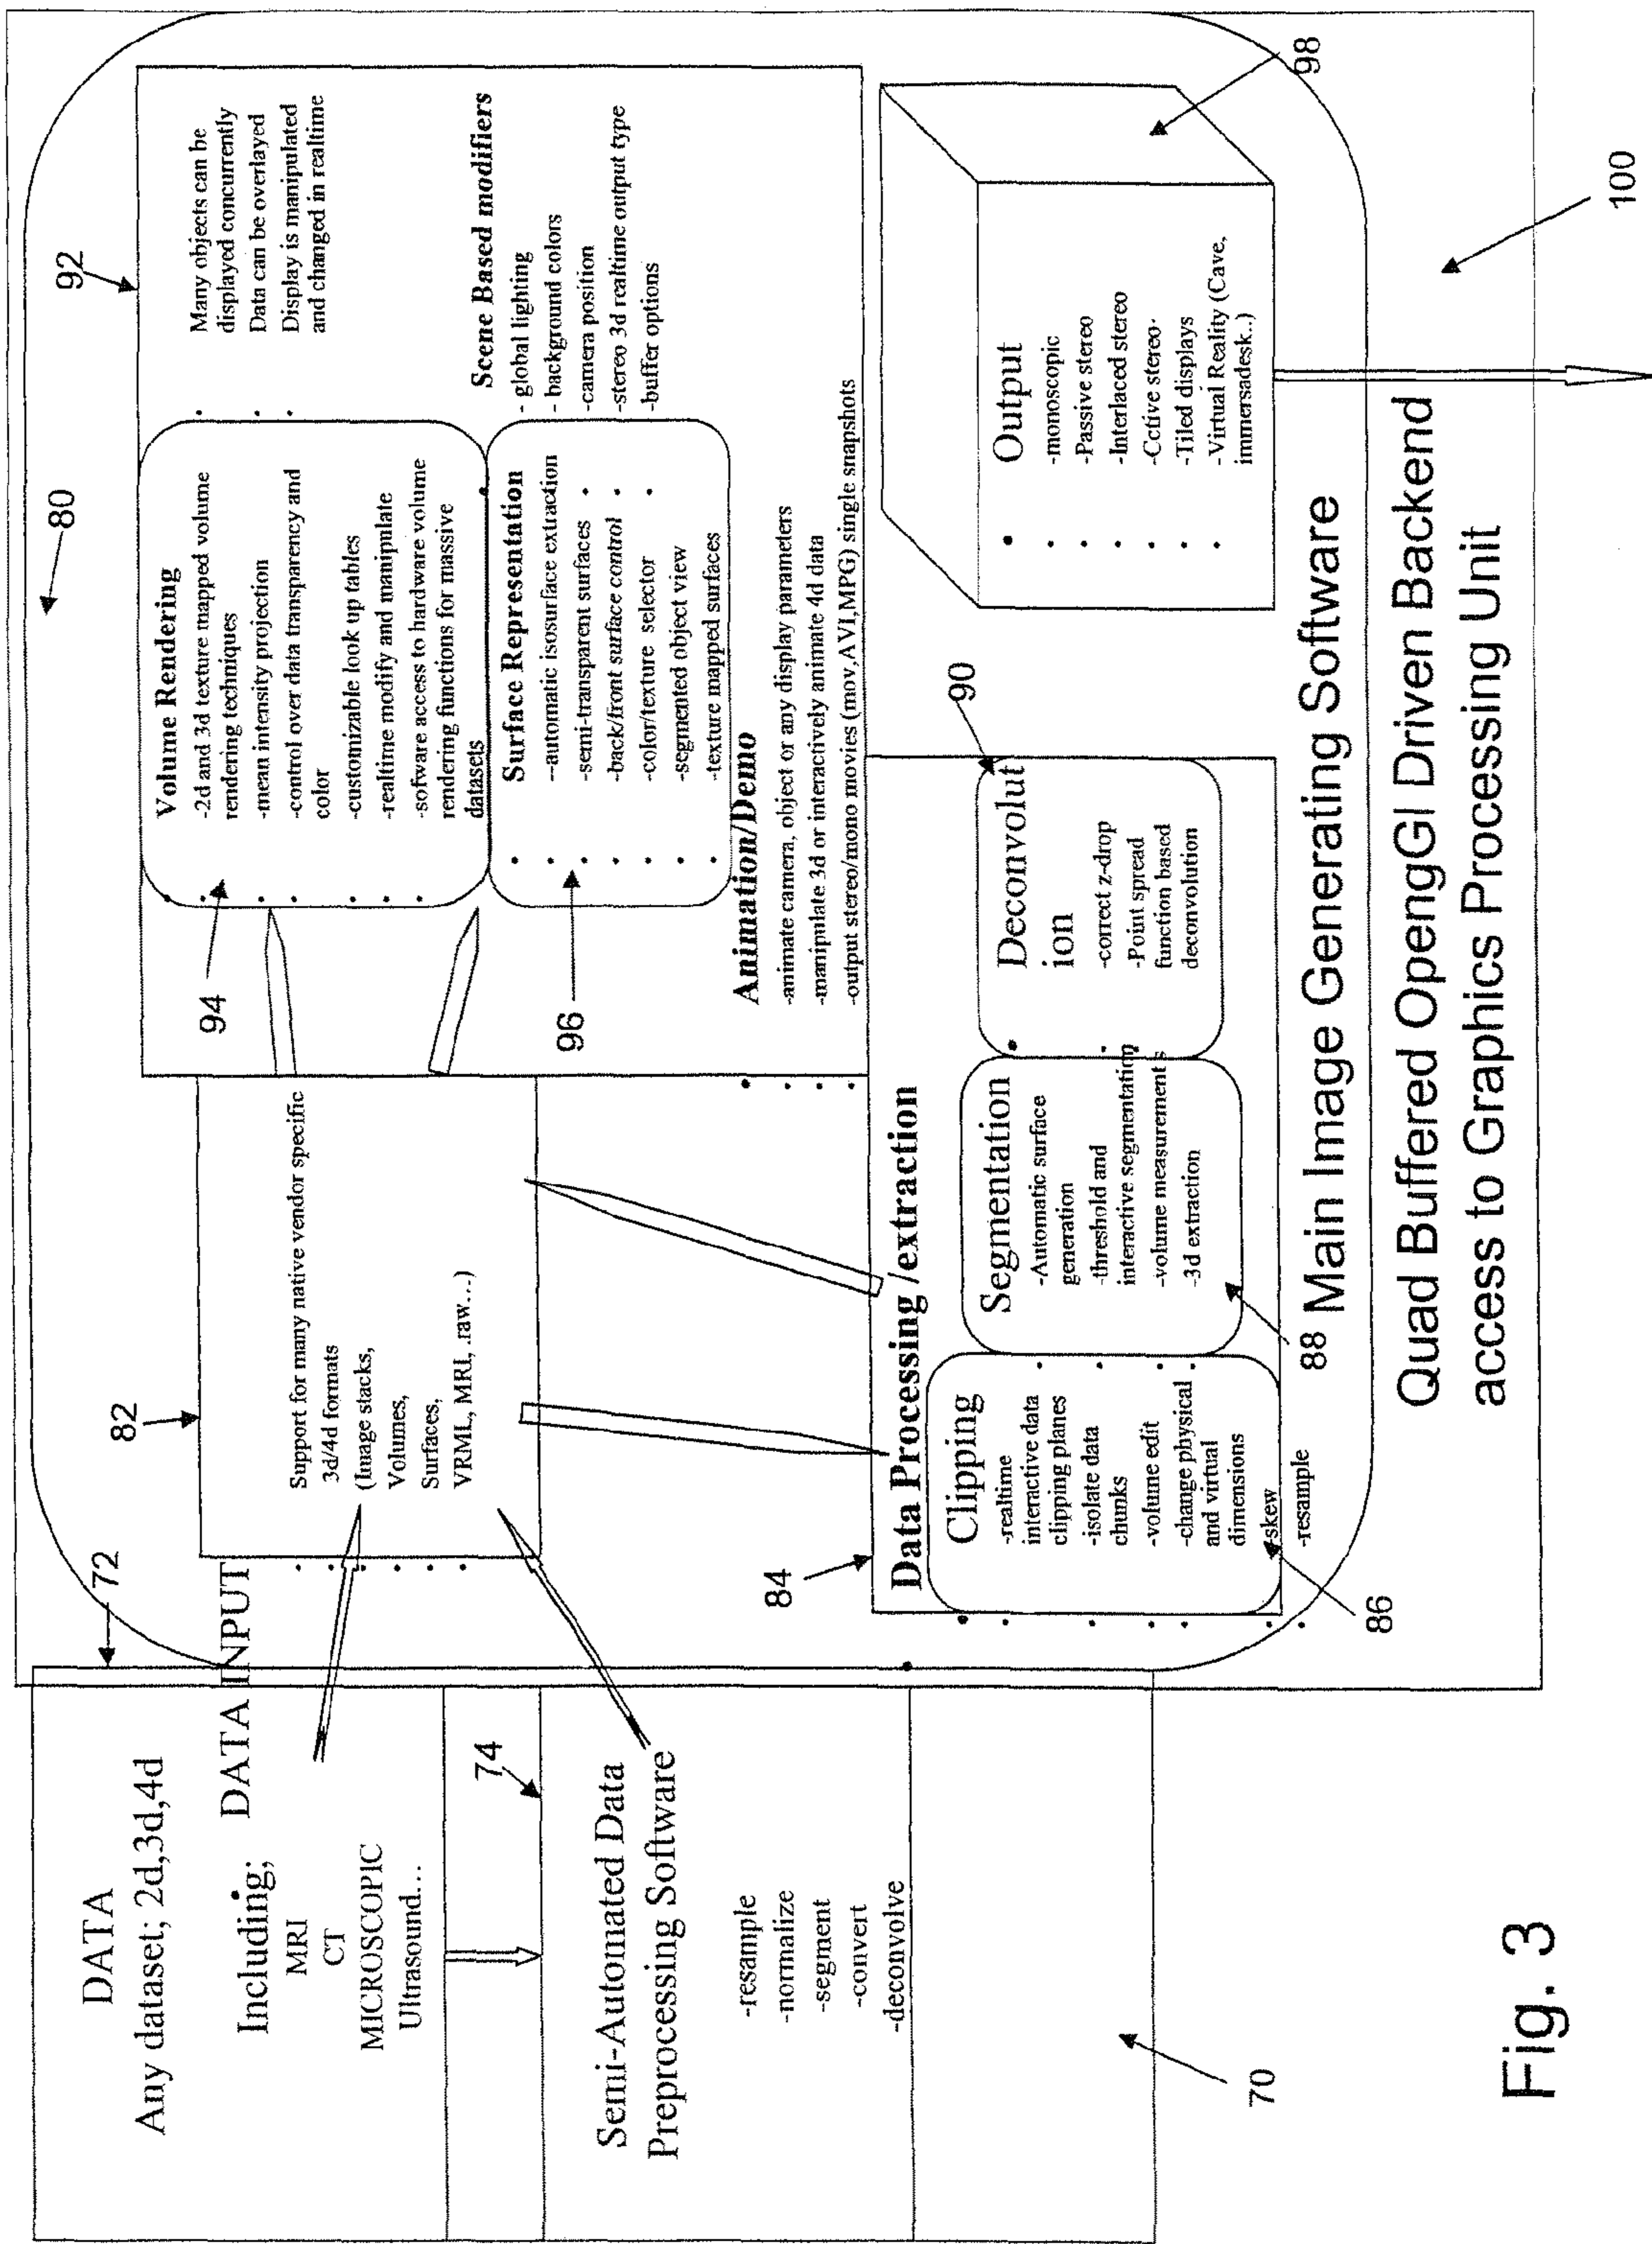 DATA
Any dataset; 2d,3d,4d
DATA INPUT
Including;
MRI
CT
MICROSCOPIC
Ultrasound...
72
74
Semi-Automated Data
Preprocessing Software
-resample
-normalize
-segment
-convert
-deconvolve
70
80
82
Support for many native vendor specific
3d/4d formats
(Image stacks,
Volumes,
Surfaces,
VRML, MRI, .raw...)
92
94
Volume Rendering
-2d and 3d texture mapped volume
rendering techniques
-mean intensity projection
-control over data transparency and
color
-customizable look up tables
-realtime modify and manipulate
-sofware access to hardware volume
rendering functions for massive
datasets
• Many objects can be
displayed concurrently
• Data can be overlayed
• Display is manipulated
and changed in realtime
96
Surface Representation
--automatic isosurface extraction
-semi-transparent surfaces
-back/front surface control
-color/texture selector
-segmented object view
-texture mapped surfaces
Scene Based modifiers
- global lighting
- background colors
-camera position
-stereo 3d realtime output type
-buffer options
Animation/Demo
-animate camera, object or any display parameters
-manipulate 3d or interactively animate 4d data
-output stereo/mono movies (mov,AVI,MPG) single snapshots
84
Data Processing /extraction
Clipping
-realtime
interactive data
clipping planes
-isolate data
chunks
-volume edit
-change physical
and virtual
dimensions
-skew
-resample
86
Segmentation
-Automatic surface
generation
-threshold and
interactive segmentation
-volume measurements
-3d extraction
88
Deconvolut
ion
-correct z-drop
-Point spread
function based
deconvolution
90
Output
-monoscopic
-Passive stereo
-Interlaced stereo
-Cctive stereo.
-Tiled displays
-Virtual Reality (Cave,
immersadesk..)
98
Main Image Generating Software
Quad Buffered OpengGl Driven Backend
access to Graphics Processing Unit
100
Fig. 3